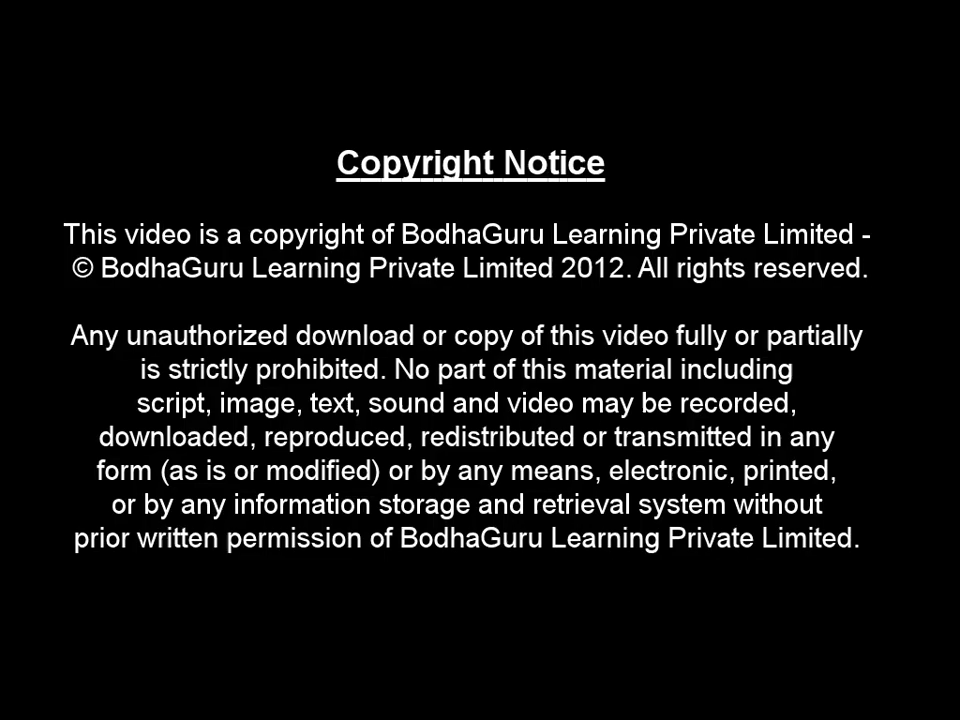 Copyright Notice
This video is a copyright of BodhaGuru Learning Private Limited -
© BodhaGuru Learning Private Limited 2012. All rights reserved.
Any unauthorized download or copy of this video fully or partially
is strictly prohibited. No part of this material including
script, image, text, sound and video may be recorded,
downloaded, reproduced, redistributed or transmitted in any
form (as is or modified) or by any means, electronic, printed,
or by any information storage and retrieval system without
prior written permission of BodhaGuru Learning Private Limited.